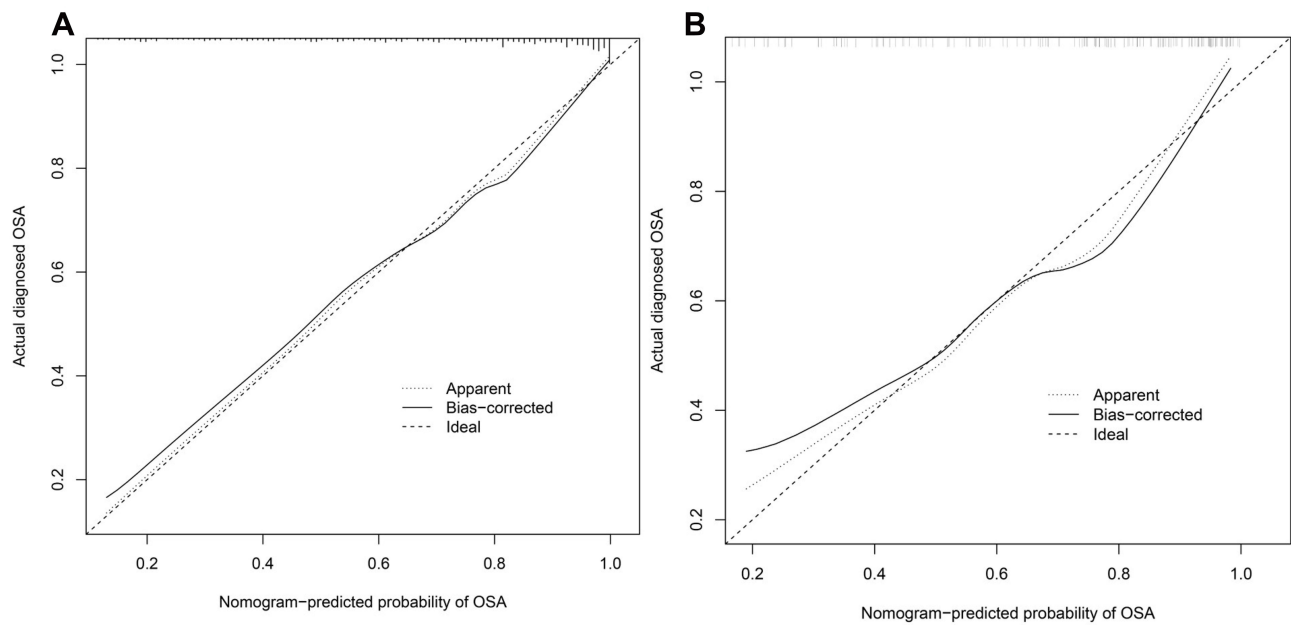 A
Actual diagnosed OSA
1.0
0.8
0.6
0.4
0.2
Apparent
Bias−corrected
Ideal
0.2 0.4 0.6 0.8 1.0
Nomogram−predicted probability of OSA
B
Actual diagnosed OSA
1.0
0.8
0.6
0.4
0.2
Apparent
Bias−corrected
Ideal
0.2 0.4 0.6 0.8 1.0
Nomogram−predicted probability of OSA